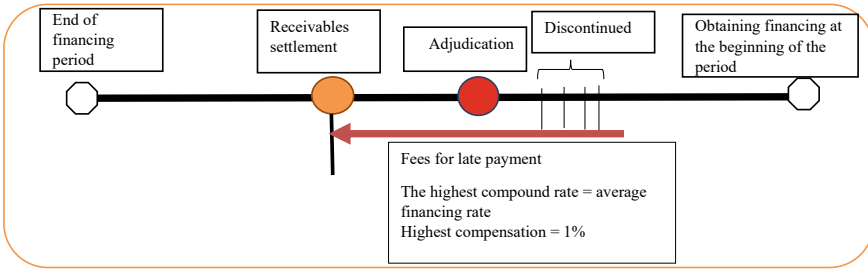 End of
financing
period
Receivables
settlement
Adjudication
Discontinued
Obtaining financing at
the beginning of the
period
Fees for late payment
The highest compound rate = average
financing rate
Highest compensation = 1%